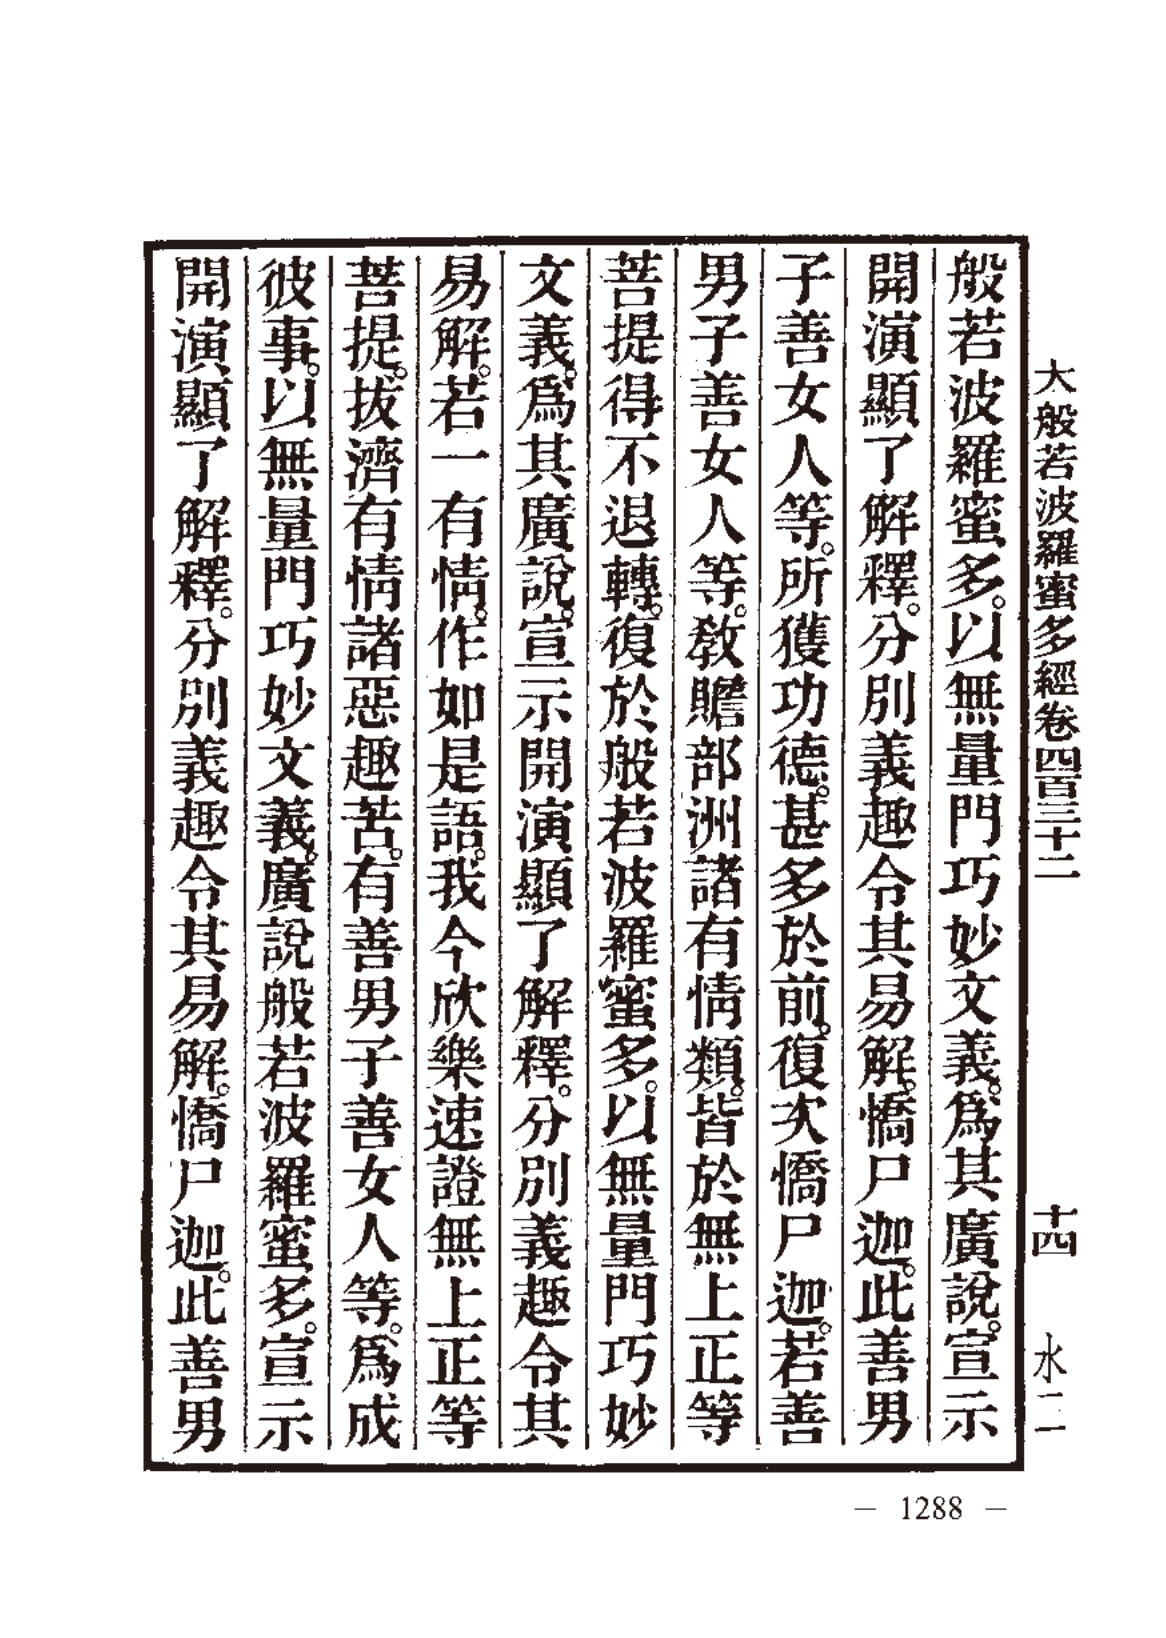 大般若波羅蜜多經卷四百三十二　十四　水二
般若波羅蜜多。以無量門巧妙文義。爲其廣說。宣示
開演顯了解釋。分別義趣令其易解。憍尸迦。此善男
子善女人等。所獲功德。甚多於前。復次憍尸迦。若善
男子善女人等。敎贍部洲諸有情類。皆於無上正等
菩提得不退轉。復於般若波羅蜜多。以無量門巧妙
文義。爲其廣說。宣示開演顯了解釋。分別義趣令其
易解。若一有情。作如是語。我今欣樂速證無上正等
菩提。拔濟有情諸惡趣苦。有善男子善女人等。爲成
彼事。以無量門巧妙文義。廣說般若波羅蜜多。宣示
開演顯了解釋。分別義趣令其易解。憍尸迦。此善男
— 1288 —